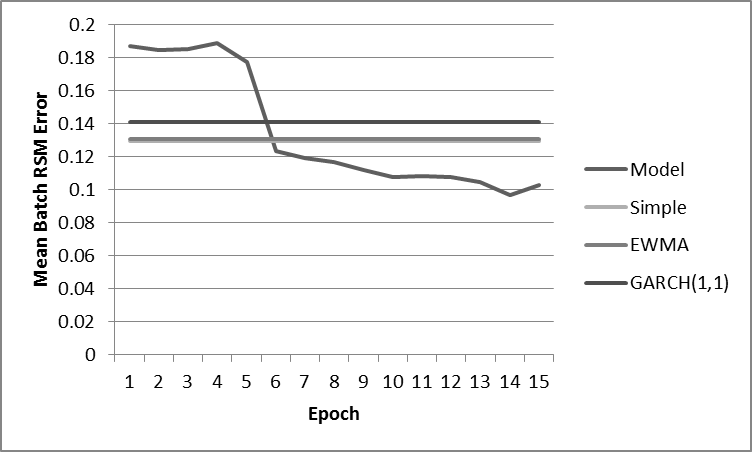 0.2
0.18
0.16
0.14
0.12
0.1
0.08
0.06
0.04
0.02
0
Mean Batch RSM Error
1 2 3 4 5 6 7 8 9 10 11 12 13 14 15
Epoch
Model
Simple
EWMA
GARCH(1,1)